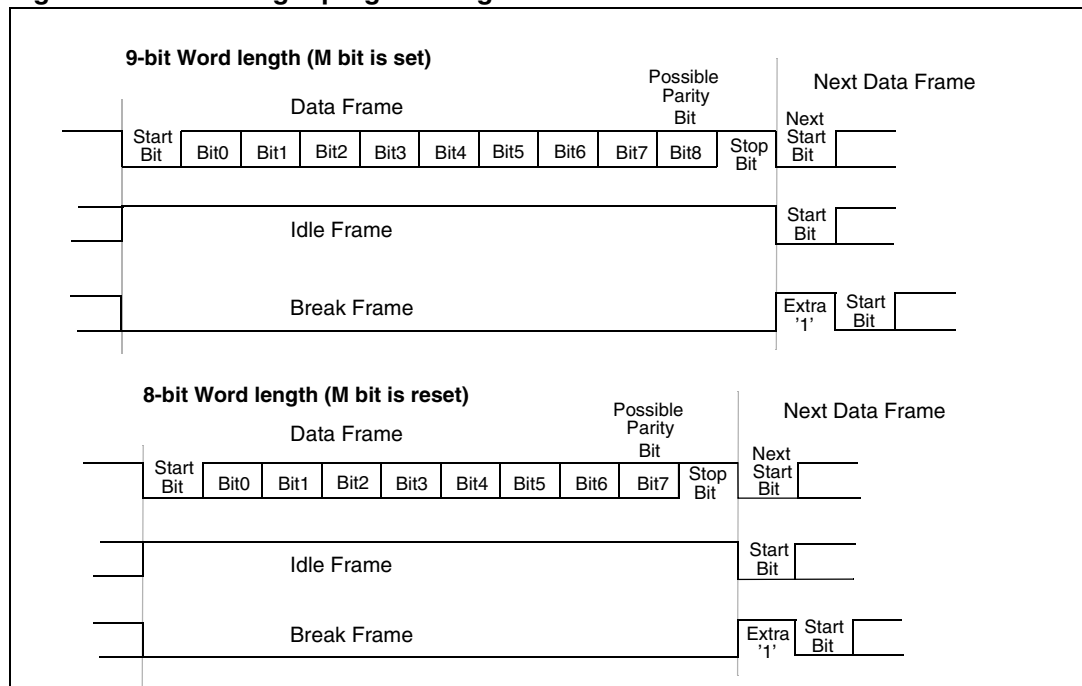 9-bit Word length (M bit is set)
Possible
Parity
Bit
Next Data Frame
Data Frame
Next
Start
Bit
Start
Bit
Bit0 Bit1 Bit2 Bit3 Bit4 Bit5 Bit6 Bit7 Bit8
Stop
Bit
Idle Frame
Start
Bit
Break Frame
Extra
'1'
Start
Bit
8-bit Word length (M bit is reset)
Possible
Parity
Bit
Next Data Frame
Data Frame
Next
Start
Bit
Start
Bit
Bit0 Bit1 Bit2 Bit3 Bit4 Bit5 Bit6 Bit7
Stop
Bit
Idle Frame
Start
Bit
Break Frame
Extra
'1'
Start
Bit